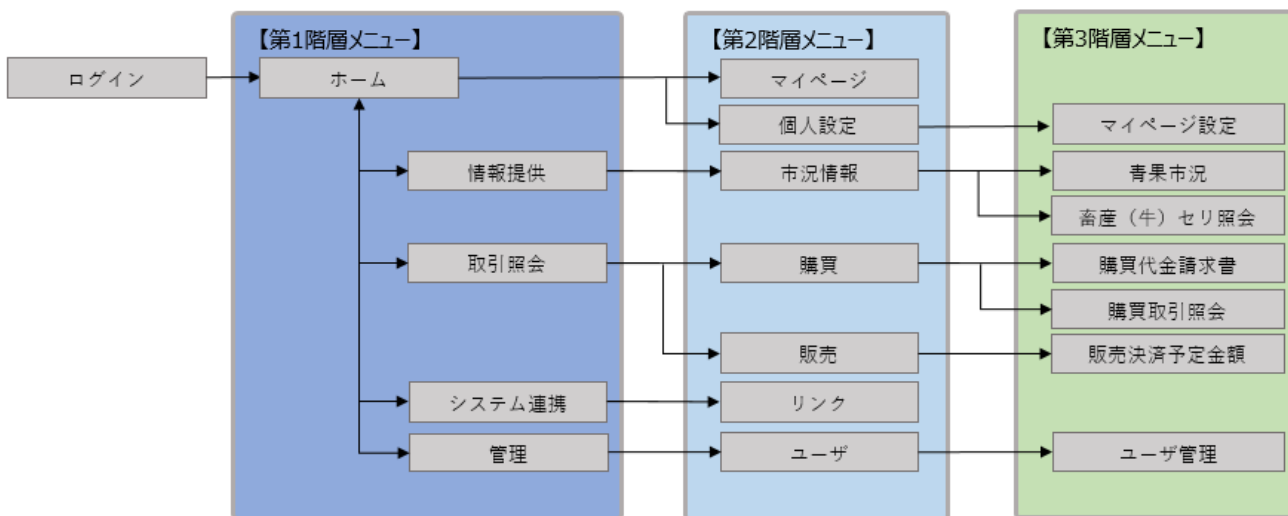 【第1階層メニュー】
【第2階層メニュー】
【第3階層メニュー】
ログイン
ホーム
マイページ
個人設定
マイページ設定
情報提供
市況情報
青果市況
畜産（牛）セリ照会
取引照会
購買
購買代金請求書
購買取引照会
販売
販売決済予定金額
システム連携
リンク
管理
ユーザ
ユーザ管理